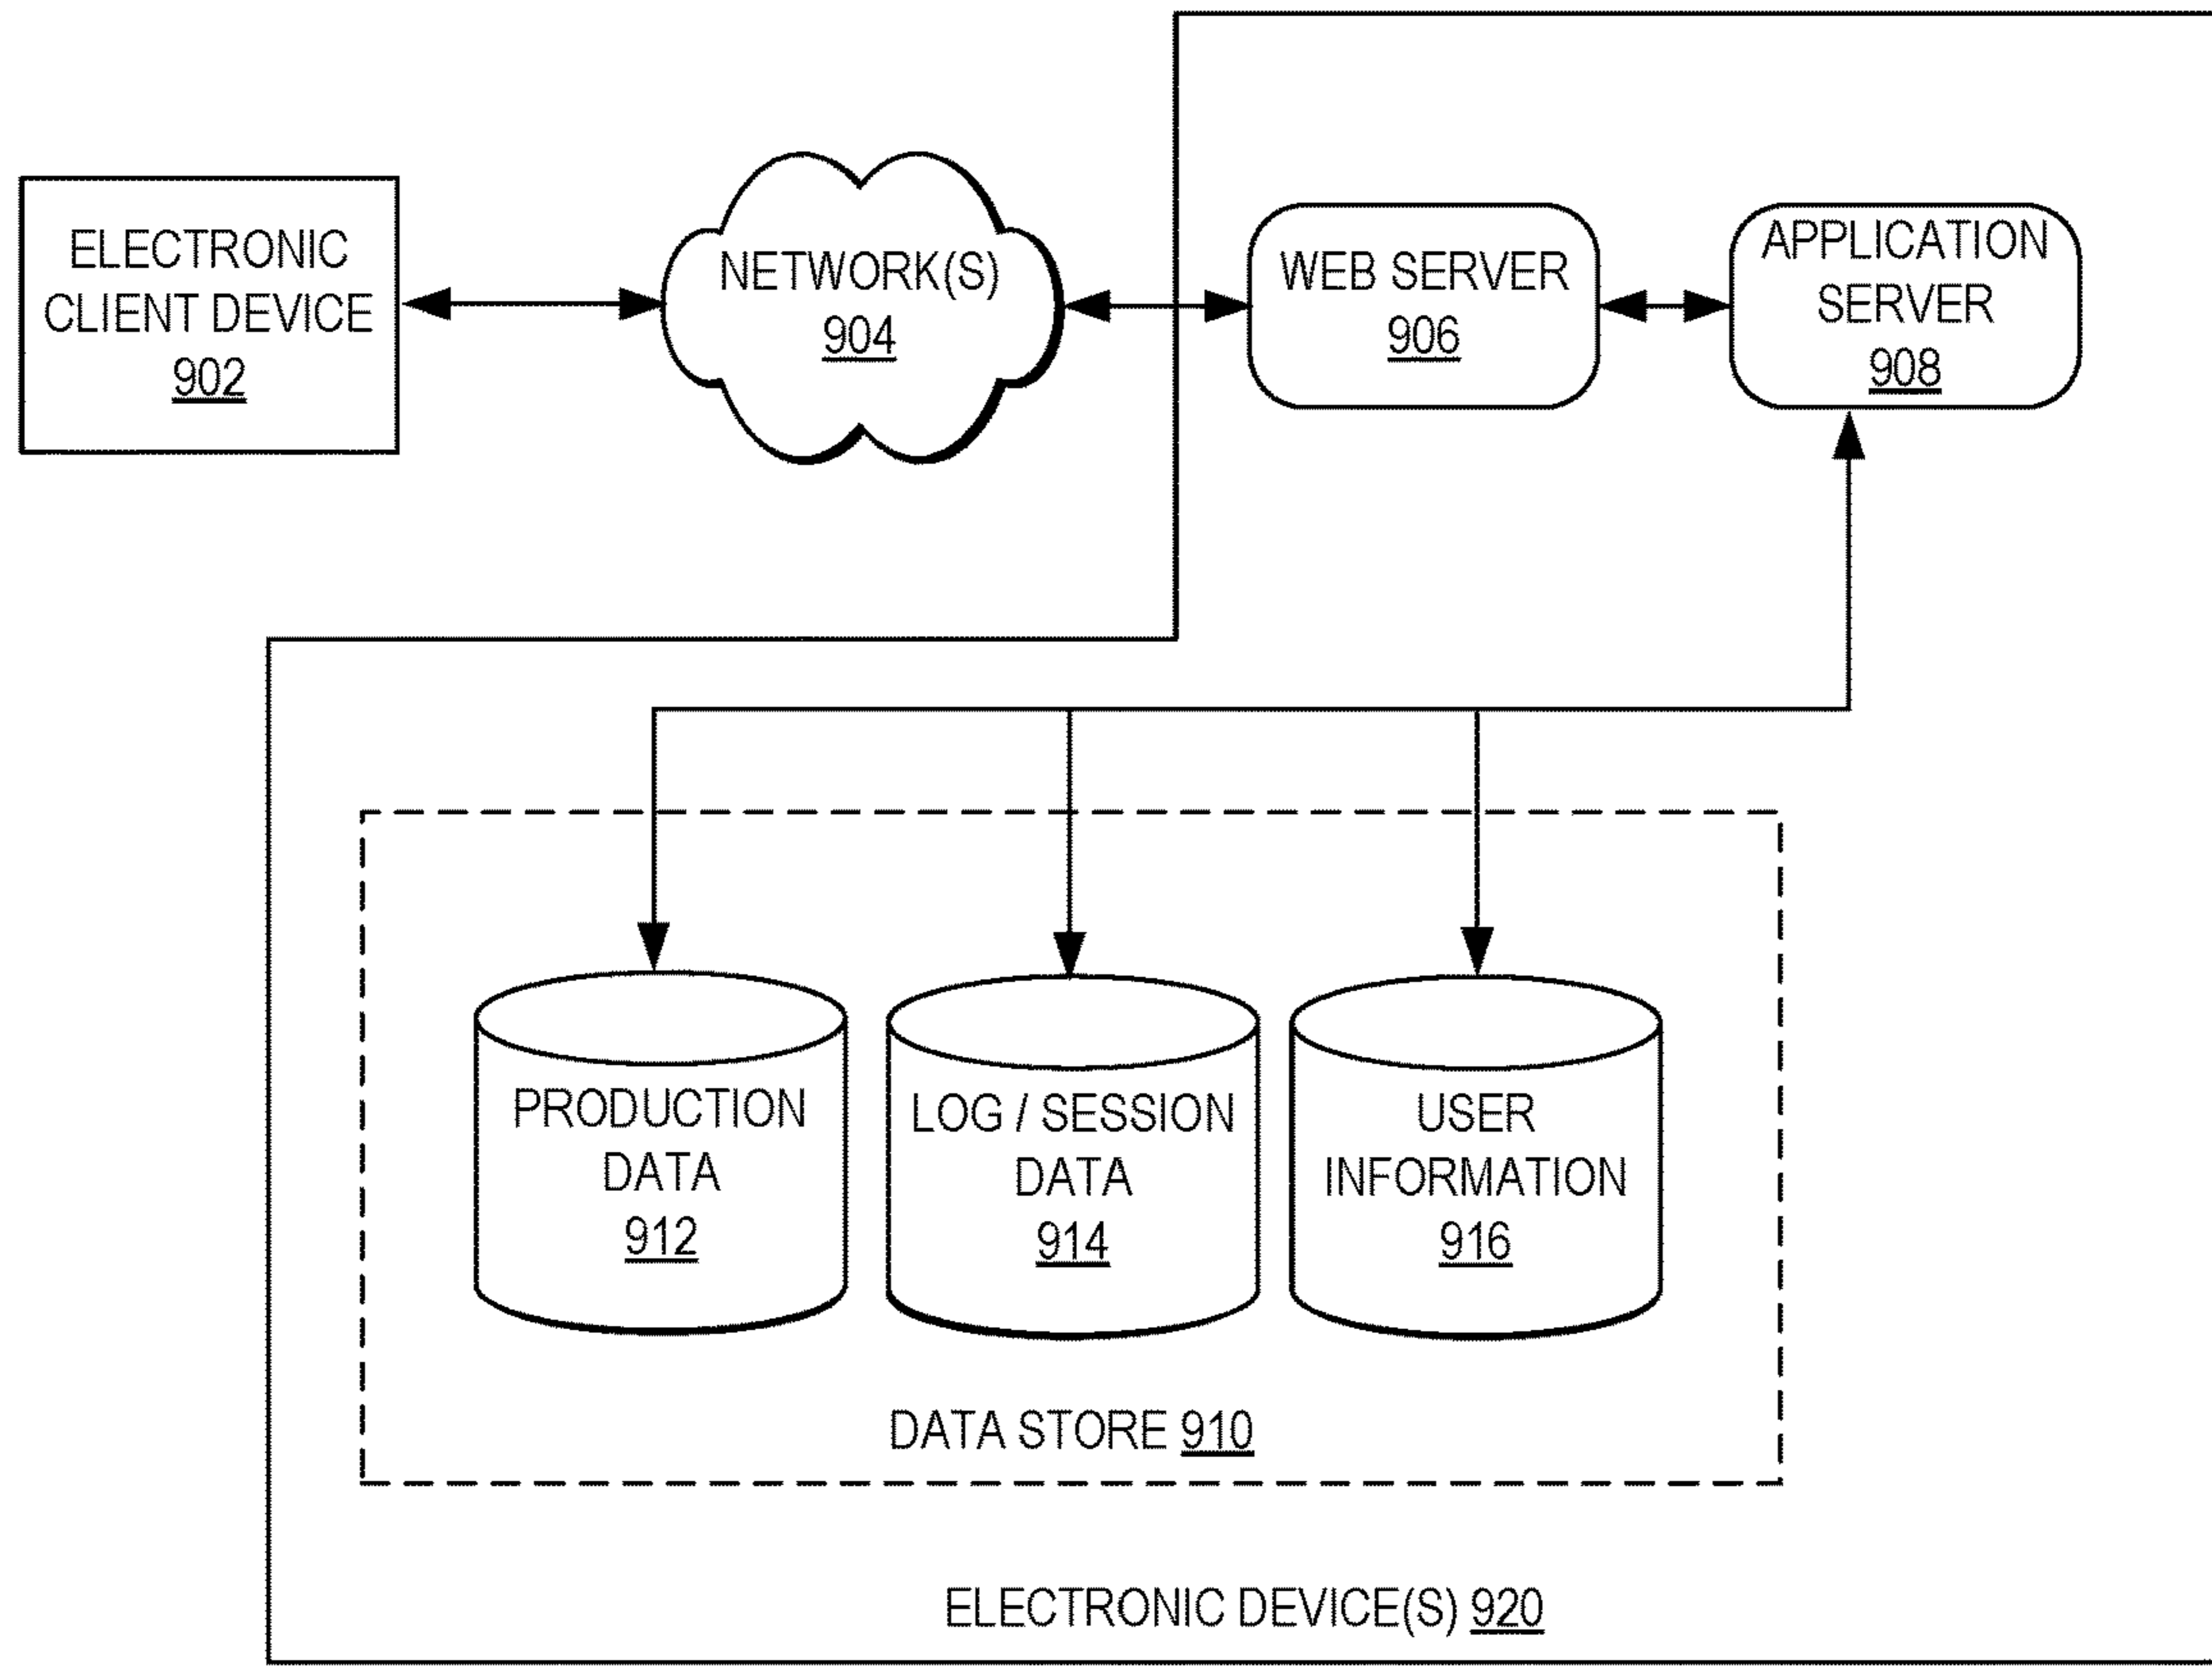 ELECTRONIC
CLIENT DEVICE
902
NETWORK(S)
904
WEB SERVER
906
APPLICATION
SERVER
908
PRODUCTION
DATA
912
LOG / SESSION
DATA
914
USER
INFORMATION
916
DATA STORE 910
ELECTRONIC DEVICE(S) 920